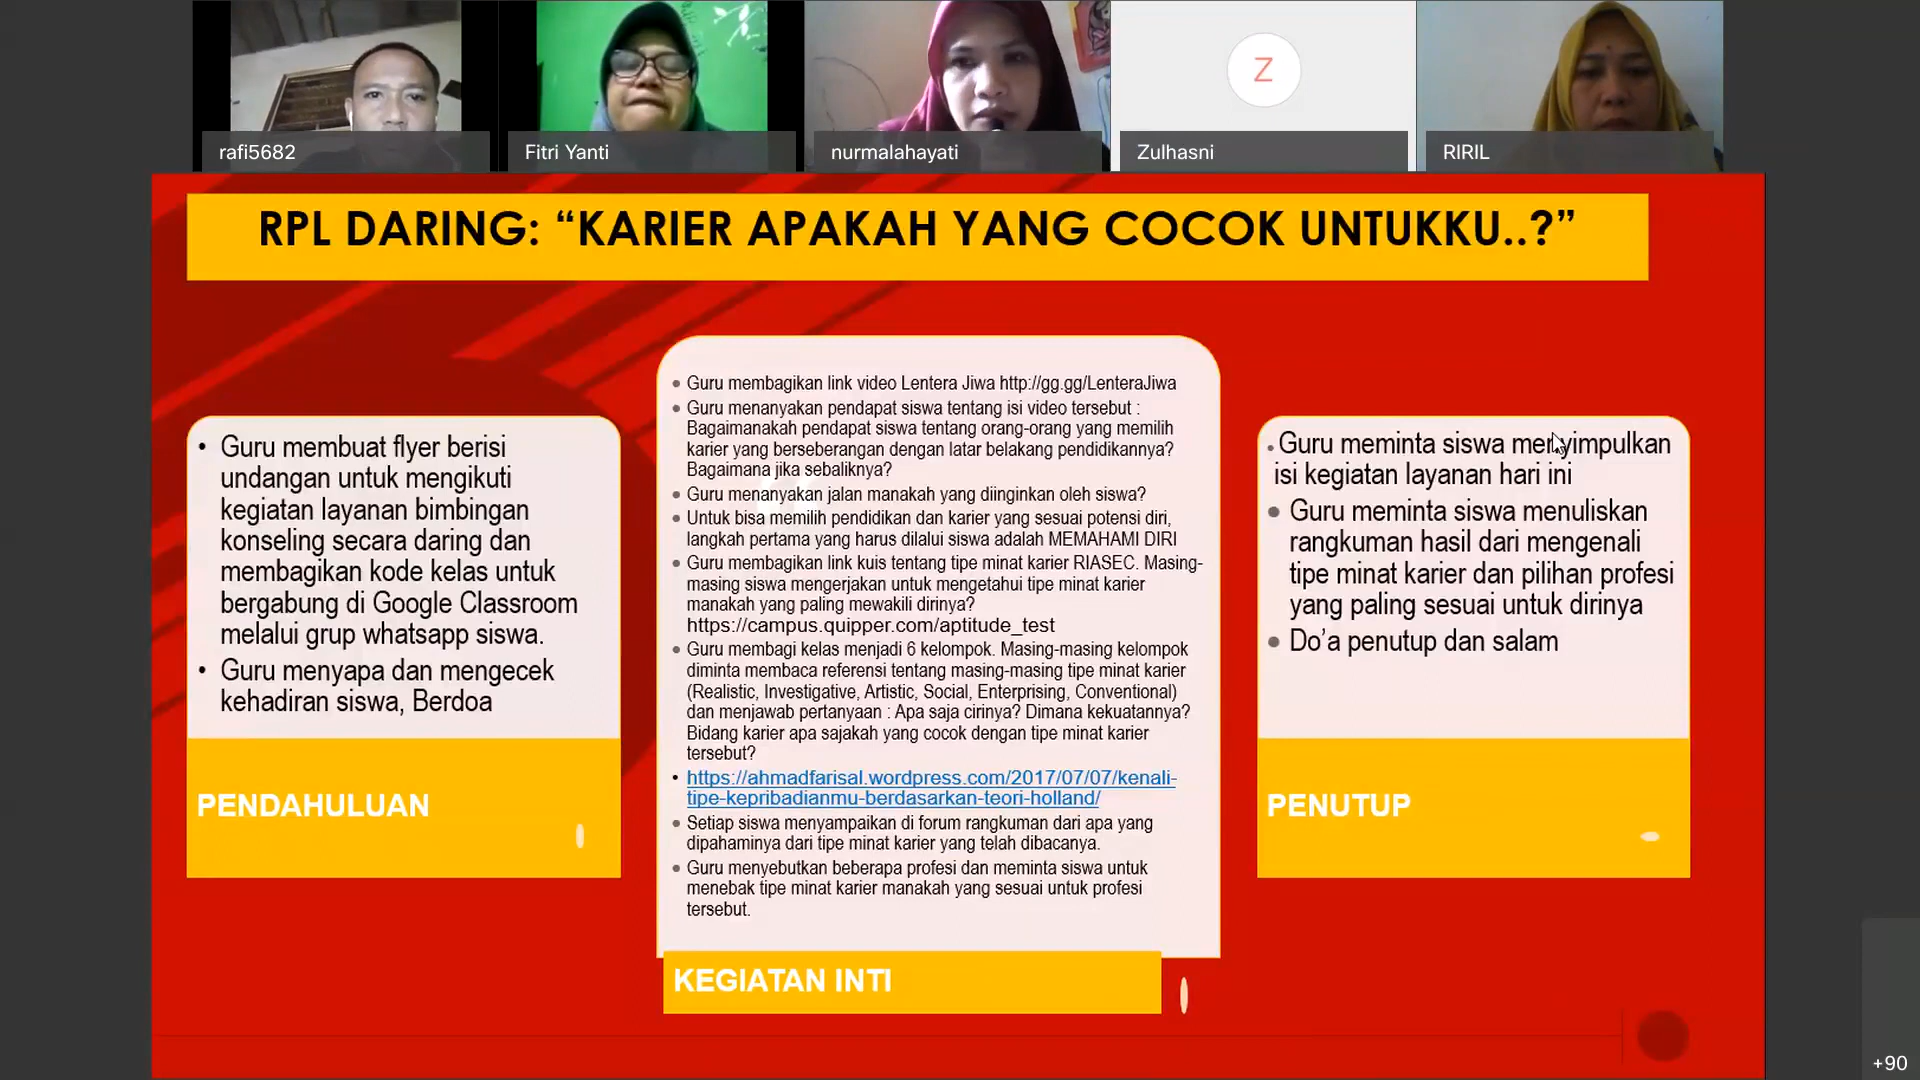 rafi5682
Fitri Yanti
nurmalahayati
Z
Zulhasni
RIRIL
RPL DARING: “KARIER APAKAH YANG COCOK UNTUKKU..?”
• Guru membuat flyer berisi
undangan untuk mengikuti
kegiatan layanan bimbingan
konseling secara daring dan
membagikan kode kelas untuk
bergabung di Google Classroom
melalui grup whatsapp siswa.
• Guru menyapa dan mengecek
kehadiran siswa, Berdoa
PENDAHULUAN
• Guru membagikan link video Lentera Jiwa http://gg.gg/LenteraJiwa
• Guru menanyakan pendapat siswa tentang isi video tersebut :
Bagaimanakah pendapat siswa tentang orang-orang yang memilih
karier yang berseberangan dengan latar belakang pendidikannya?
Bagaimana jika sebaliknya?
• Guru menanyakan jalan manakah yang diinginkan oleh siswa?
• Untuk bisa memilih pendidikan dan karier yang sesuai potensi diri,
langkah pertama yang harus dilalui siswa adalah MEMAHAMI DIRI
• Guru membagikan link kuis tentang tipe minat karier RIASEC. Masing-
masing siswa mengerjakan untuk mengetahui tipe minat karier
manakah yang paling mewakili dirinya?
https://campus.quipper.com/aptitude_test
• Guru membagi kelas menjadi 6 kelompok. Masing-masing kelompok
diminta membaca referensi tentang masing-masing tipe minat karier
(Realistic, Investigative, Artistic, Social, Enterprising, Conventional)
dan menjawab pertanyaan : Apa saja cirinya? Dimana kekuatannya?
Bidang karier apa sajakah yang cocok dengan tipe minat karier
tersebut?
• https://ahmadfarisal.wordpress.com/2017/07/07/kenali-
tipe-kepribadianmu-berdasarkan-teori-holland/
• Setiap siswa menyampaikan di forum rangkuman dari apa yang
dipahaminya dari tipe minat karier yang telah dibacanya.
• Guru menyebutkan beberapa profesi dan meminta siswa untuk
menebak tipe minat karier manakah yang sesuai untuk profesi
tersebut.
KEGIATAN INTI
• Guru meminta siswa menyimpulkan
isi kegiatan layanan hari ini
• Guru meminta siswa menuliskan
rangkuman hasil dari mengenali
tipe minat karier dan pilihan profesi
yang paling sesuai untuk dirinya
• Do’a penutup dan salam
PENUTUP
+90